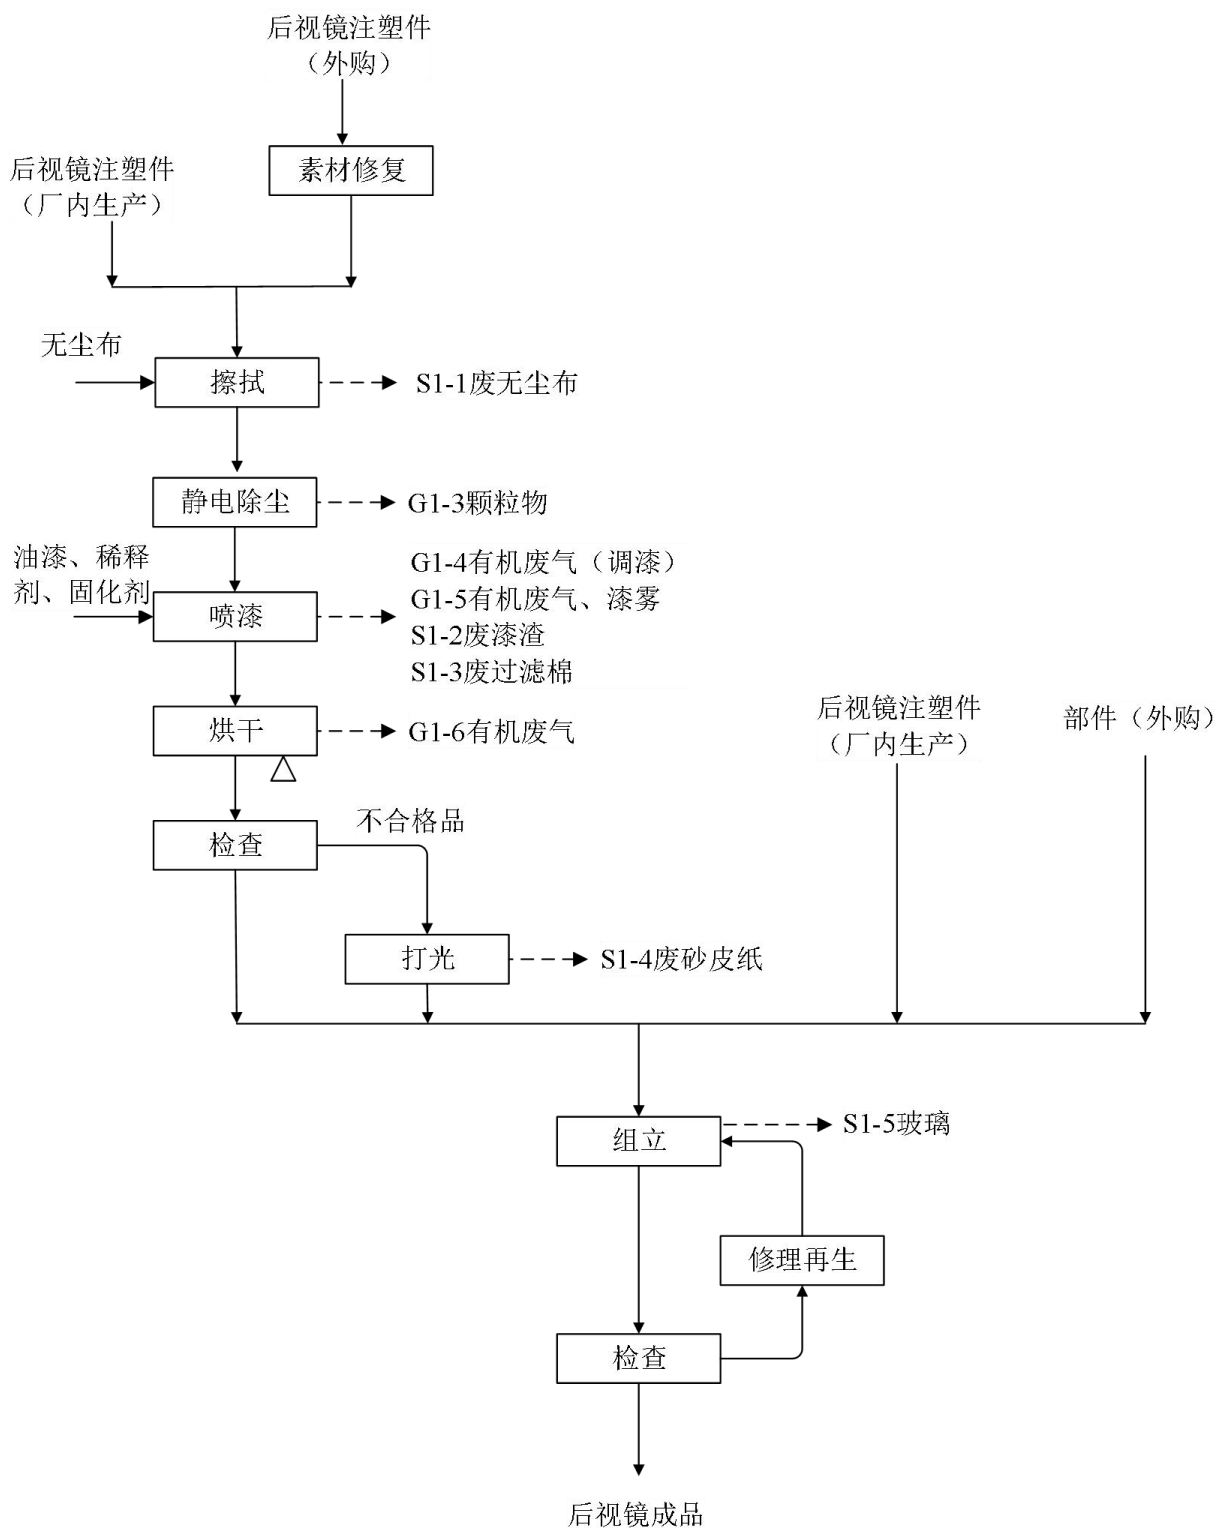 后视镜注塑件
（外购）
素材修复
后视镜注塑件
（厂内生产）
无尘布
擦拭
S1-1废无尘布
静电除尘
G1-3颗粒物
油漆、稀释
剂、固化剂
喷漆
G1-4有机废气（调漆）
G1-5有机废气、漆雾
S1-2废漆渣
S1-3废过滤棉
烘干
G1-6有机废气
后视镜注塑件
（厂内生产）
部件（外购）
检查
不合格品
打光
S1-4废砂皮纸
组立
S1-5玻璃
修理再生
检查
后视镜成品